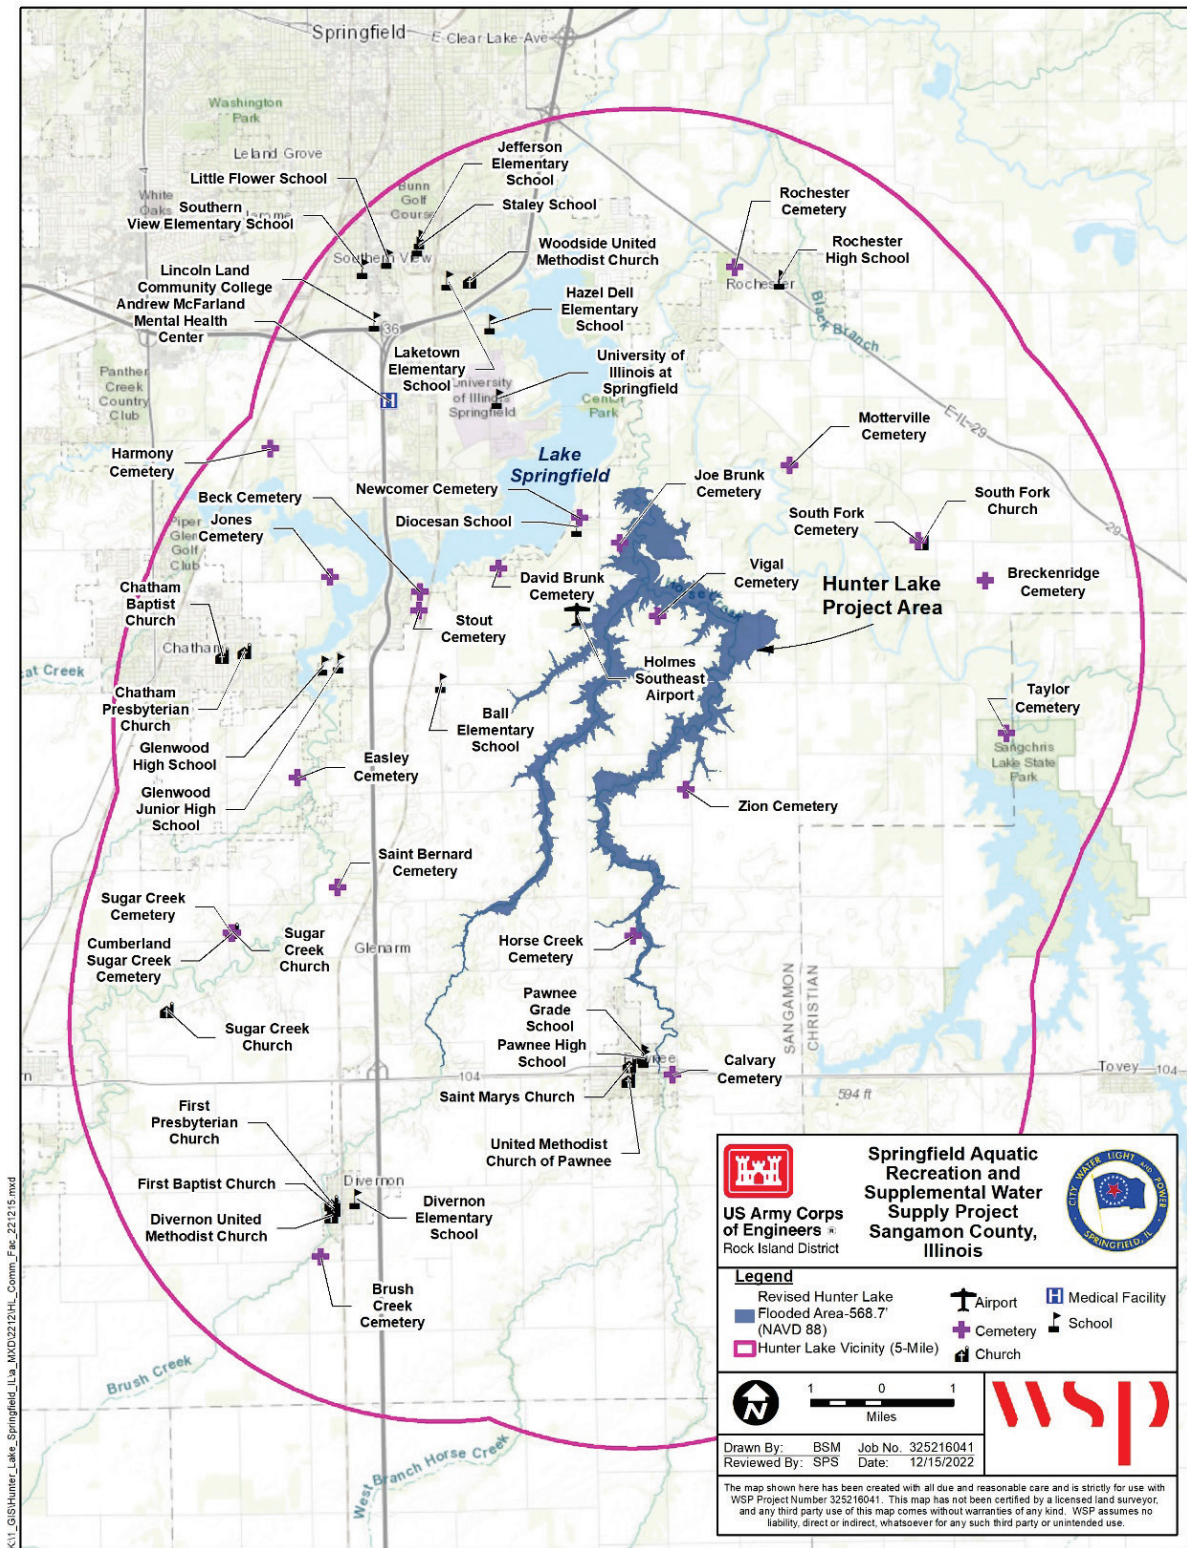 Springfield
E Clear Lake Ave
Washington
Park
Leland Grove
White
Oaks
Jerome
Bunn
Golf
Course
Southern View
Jefferson
Elementary
School
Little Flower School
Staley School
Southern
View Elementary School
Woodside United
Methodist Church
Rochester
Cemetery
Rochester
High School
Rochester
Lincoln Land
Community College
Andrew McFarland
Mental Health
Center
36
Hazel Dell
Elementary
School
Black Branch
Laketown
Elementary
School
University of
Illinois at
Springfield
University
of Illinois
Springfield
Center
Park
Panther
Creek
Country
Club
E-IL-29
29
Motterville
Cemetery
Harmony
Cemetery
Lake
Springfield
Joe Brunk
Cemetery
Beck Cemetery
Newcomer Cemetery
South Fork
Church
Jones
Cemetery
Diocesan School
South Fork
Cemetery
Piper
Glen
Golf
Club
David Brunk
Cemetery
Vigal
Cemetery
Horse Creek
Hunter Lake
Project Area
Breckenridge
Cemetery
Chatham
Baptist
Church
Stout
Cemetery
Chatham
Holmes
Southeast
Airport
cat Creek
Chatham
Presbyterian
Church
Ball
Elementary
School
Taylor
Cemetery
Sangchris
Lake State
Park
Glenwood
High School
Easley
Cemetery
Glenwood
Junior High
School
Zion Cemetery
Saint Bernard
Cemetery
Sugar Creek
Cemetery
Cumberland
Sugar Creek
Cemetery
Sugar
Creek
Church
Glenarm
Horse Creek
Cemetery
SANGAMON
CHRISTIAN
Sugar Creek
Church
Pawnee
Grade
School
Pawnee High
School
Calvary
Cemetery
Tovey
104
104
594 ft
Saint Marys Church
First
Presbyterian
Church
United Methodist
Church of Pawnee
First Baptist Church
Divernon
Divernon United
Methodist Church
Divernon
Elementary
School
Brush
Creek
Cemetery
Brush Creek
West Branch Horse Creek
US Army Corps
of Engineers ®
Rock Island District
Springfield Aquatic
Recreation and
Supplemental Water
Supply Project
Sangamon County,
Illinois
CITY WATER LIGHT AND POWER
SPRINGFIELD, IL
Legend
Revised Hunter Lake
Flooded Area-568.7'
(NAVD 88)
Hunter Lake Vicinity (5-Mile)
Airport
Cemetery
Church
H Medical Facility
School
N
1 0 1
Miles
wsp
Drawn By: BSM Job No. 325216041
Reviewed By: SPS Date: 12/15/2022
The map shown here has been created with all due and reasonable care and is strictly for use with
WSP Project Number 325216041. This map has not been certified by a licensed land surveyor,
and any third party use of this map comes without warranties of any kind. WSP assumes no
liability, direct or indirect, whatsoever for any such third party or unintended use.